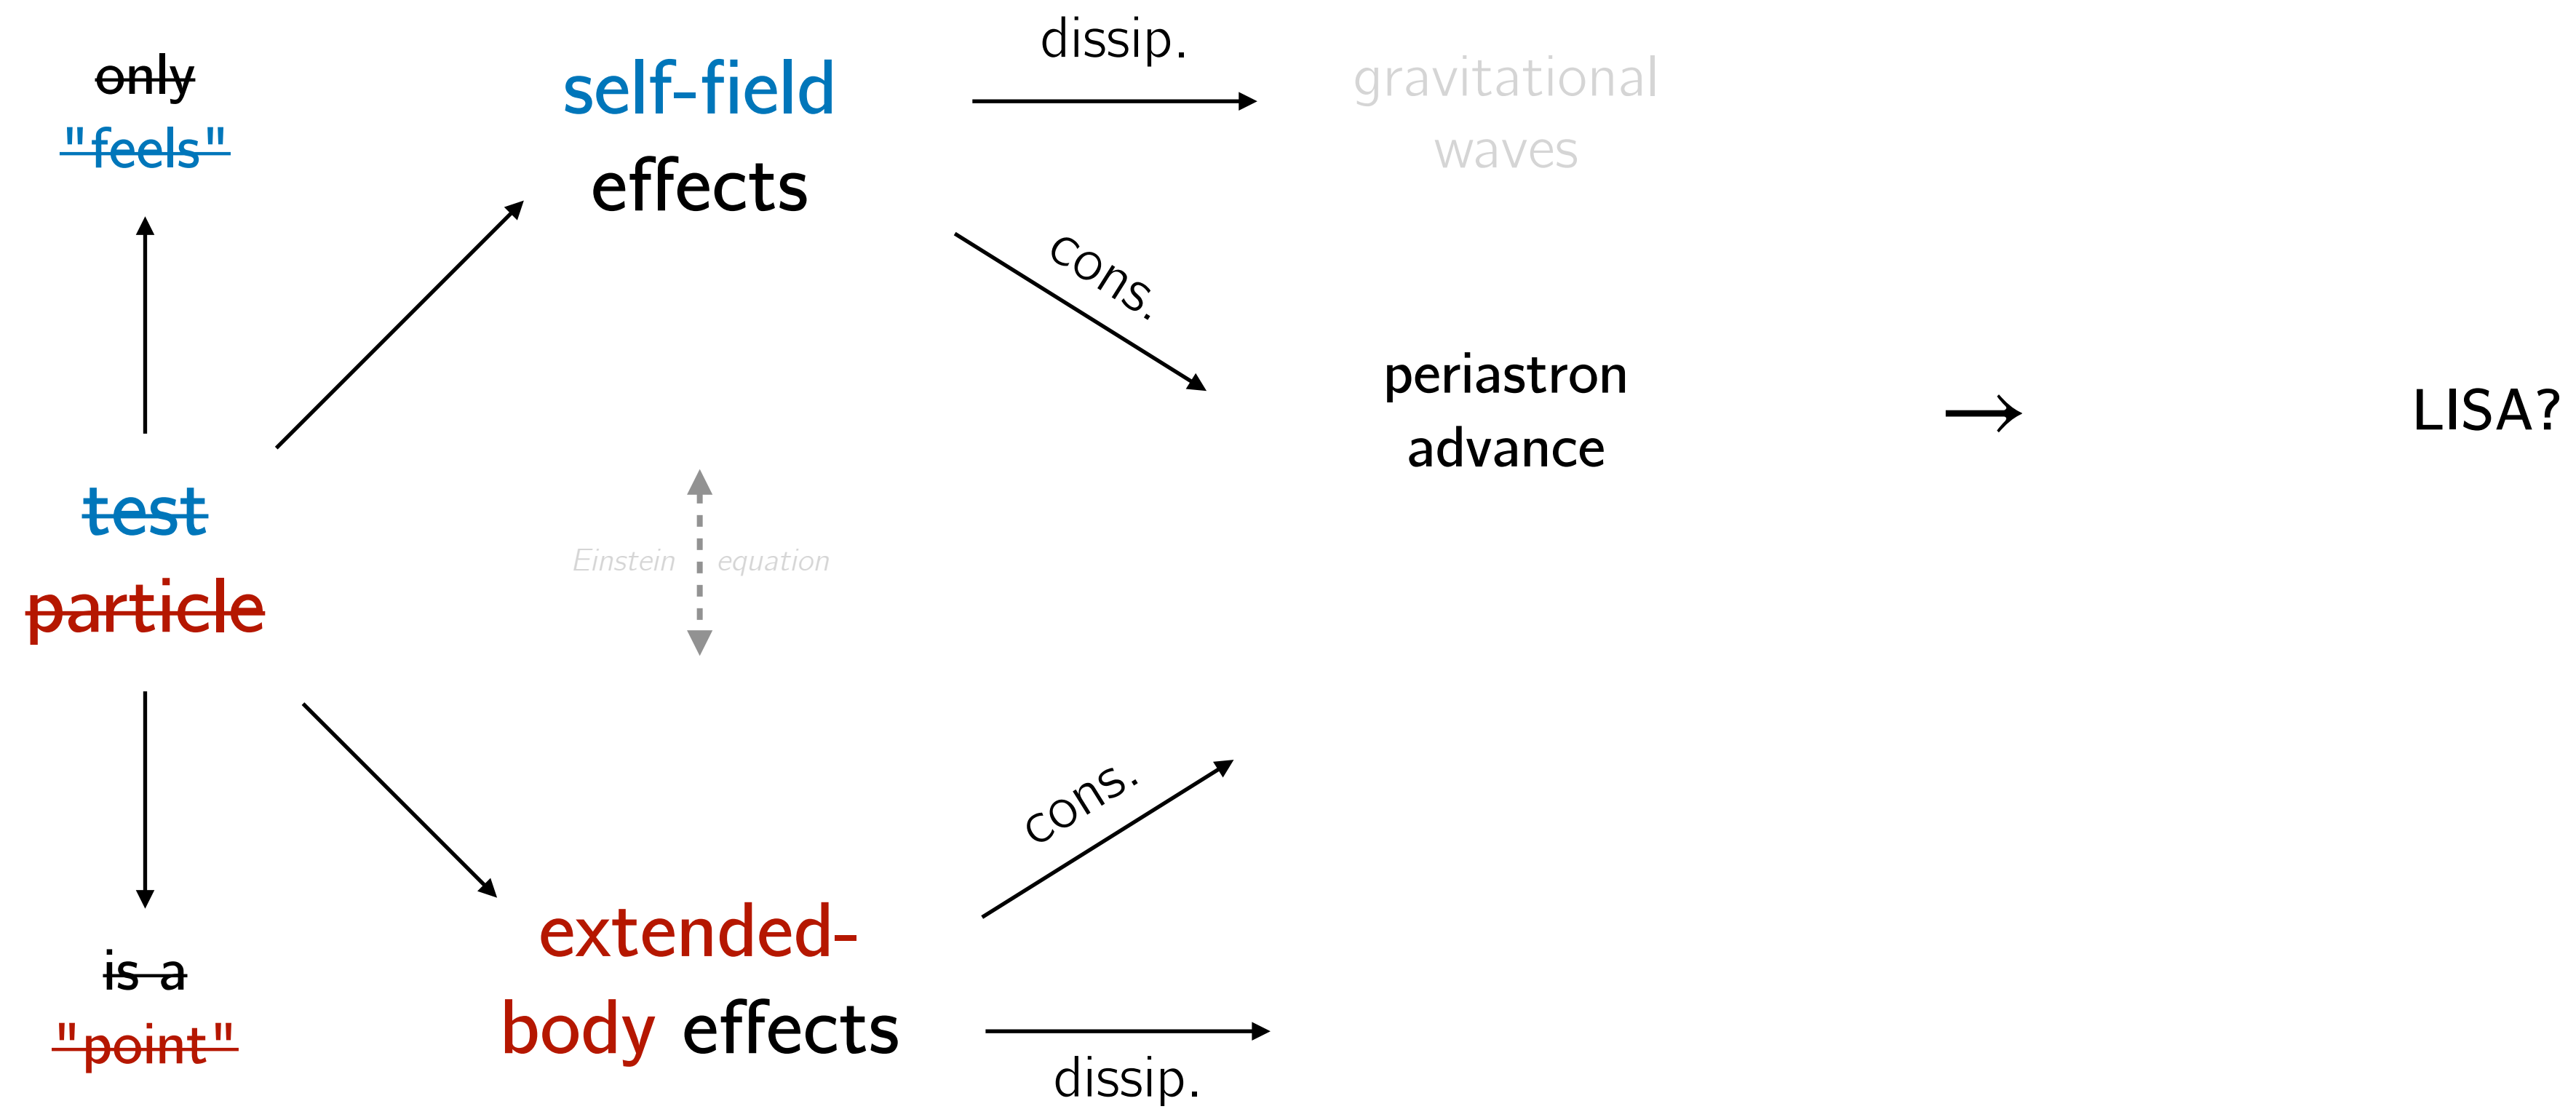 only
"feels"
self-field
effects
dissip.
gravitational
waves
cons.
periastron
advance
→
LISA?
test
particle
Einstein equation
is a
"point"
extended-
body effects
cons.
dissip.